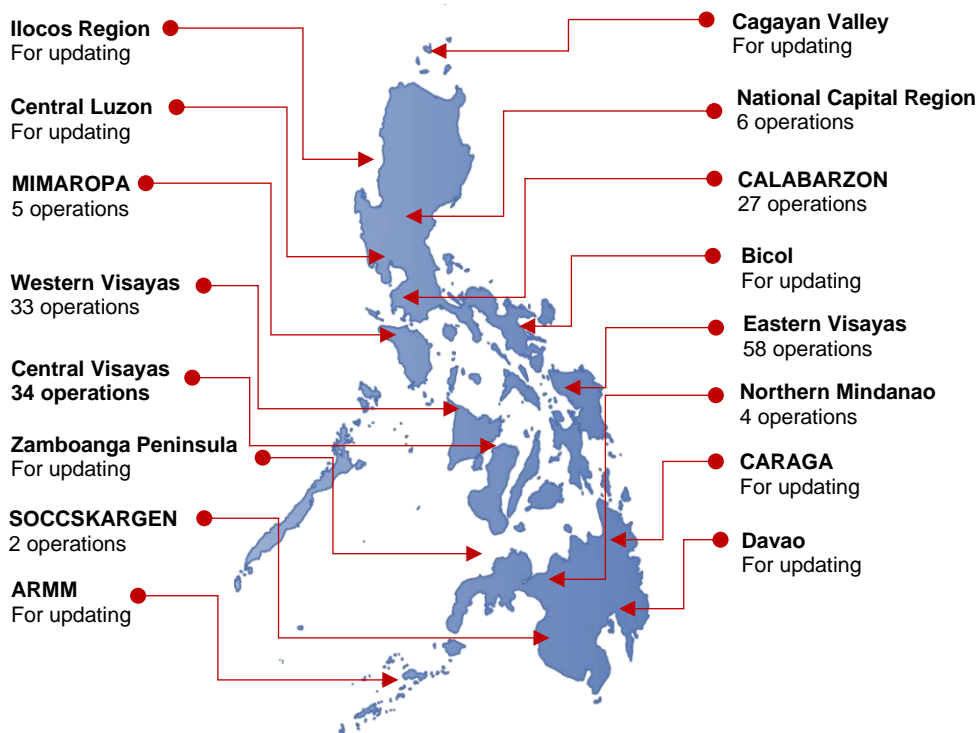 Ilocos Region
For updating
Central Luzon
For updating
MIMAROPA
5 operations
Western Visayas
33 operations
Central Visayas
34 operations
Zamboanga Peninsula
For updating
SOCCSKARGEN
2 operations
ARMM
For updating
Cagayan Valley
For updating
National Capital Region
6 operations
CALABARZON
27 operations
Bicol
For updating
Eastern Visayas
58 operations
Northern Mindanao
4 operations
CARAGA
For updating
Davao
For updating